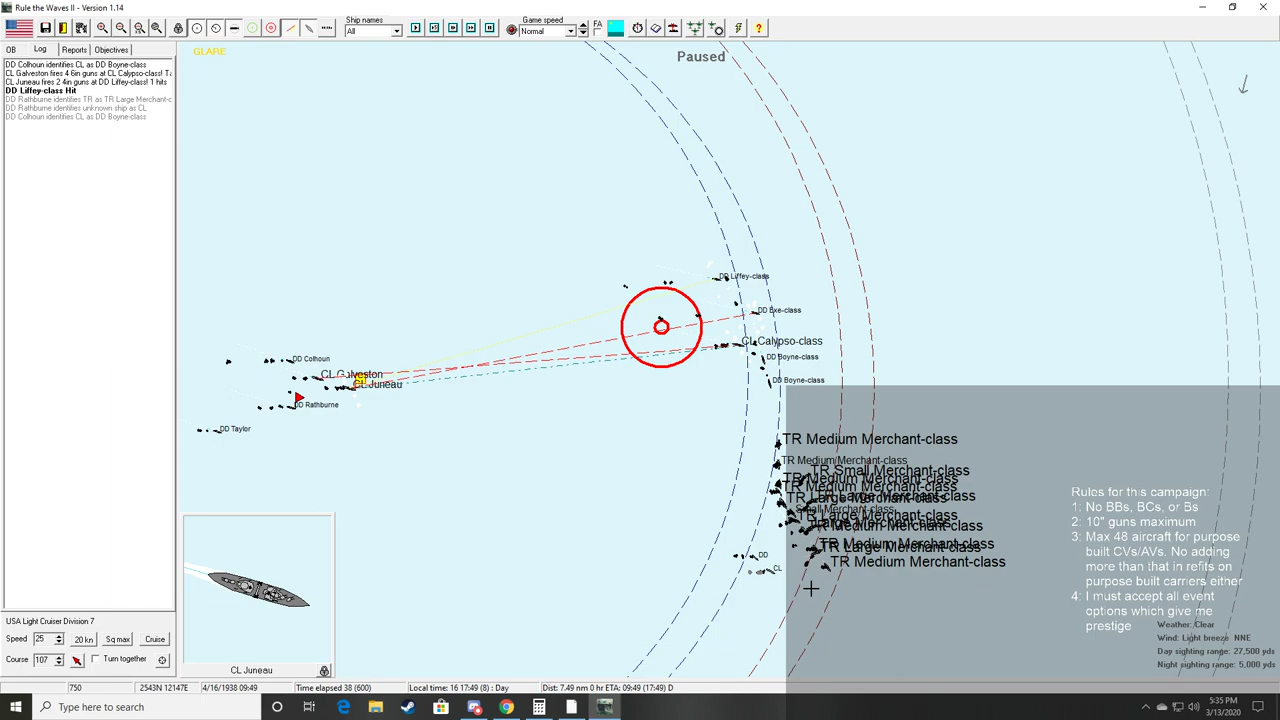 Rule the Waves II - Version 1.14
Ship names
All
Game speed
Normal
FA
OB
Log
Reports
Objectives
GLARE
Paused
DD Colhoun identifies CL as DD Boyne-class
CL Galveston fires 4 6in guns at CL Calypso-class! Ta
CL Juneau fires 2 4in guns at DD Liffey-class! 1 hits
DD Liffey-class Hit
DD Rathburne identifies TR as TR Large Merchant-c
DD Rathburne identifies unknown ship as CL
DD Colhoun identifies CL as DD Boyne-class
DD Liffey-class
DD Exe-class
CL Calypso-class
DD Boyne-class
DD Boyne-class
DD Colhoun
CL Galveston
CL Juneau
DD Rathburne
DD Taylor
TR Medium Merchant-class
TR Medium Merchant-class
TR Small Merchant-class
TR Medium Merchant-class
TR Medium Merchant-class
TR Large Merchant-class
Small Merchant-class
TR Large Merchant-class
TR Medium Merchant-class
TR Medium Merchant-class
TR Large Merchant-class
TR Medium Merchant-class
DD
CL
Rules for this campaign:
1: No BBs, BCs, or Bs
2: 10" guns maximum
3: Max 48 aircraft for purpose
built CVs/AVs. No adding
more than that in refits on
purpose built carriers either
4: I must accept all event
options which give me
prestige
Weather: Clear
Wind: Light breeze NNE
Day sighting range: 27,500 yds
Night sighting range: 5,000 yds
USA Light Cruiser Division 7
Speed
25
20 kn
Sq max
Cruise
Course
107
Turn together
CL Juneau
750
2543N 12147E
4/16/1938 09:49
Time elapsed 38 (600)
Local time: 16 17:49 (8) : Day
Dist: 7.49 nm 0 hr ETA: 09:49 (17:49) D
Type here to search
5:35 PM
3/13/2020